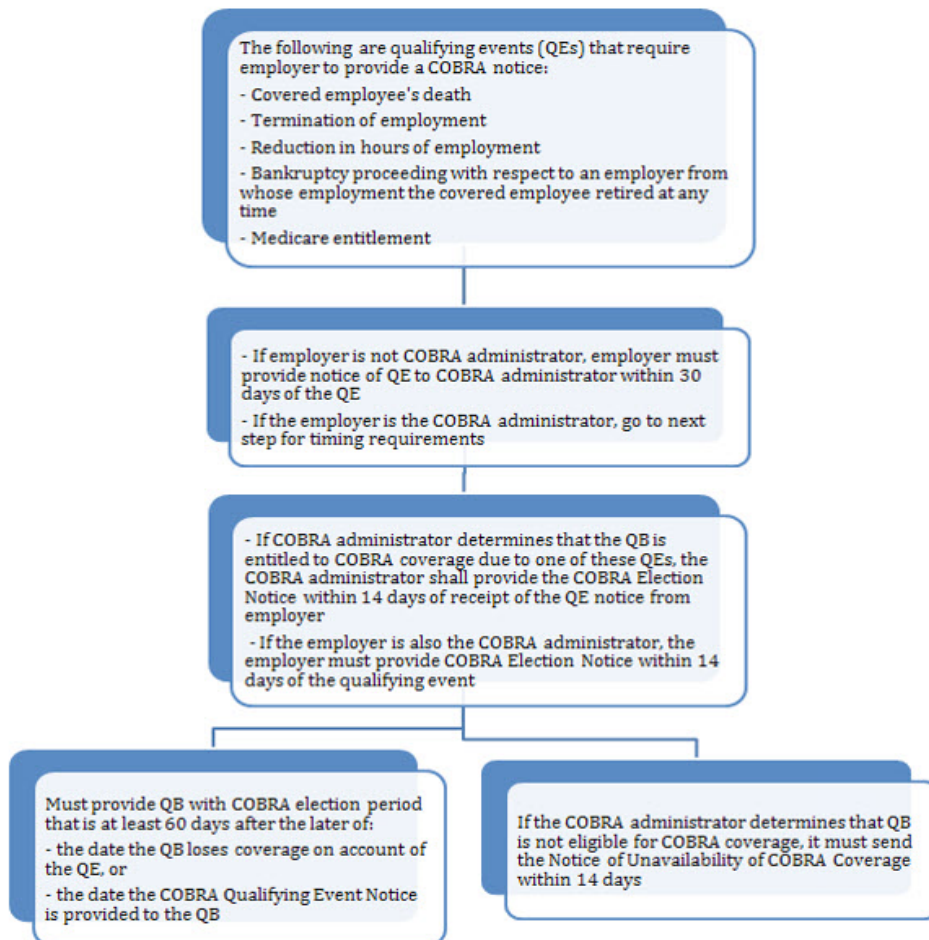 The following are qualifying events (QEs) that require
employer to provide a COBRA notice:
- Covered employee's death
- Termination of employment
- Reduction in hours of employment
- Bankruptcy proceeding with respect to an employer from
whose employment the covered employee retired at any
time
- Medicare entitlement
- If employer is not COBRA administrator, employer must
provide notice of QE to COBRA administrator within 30
days of the QE
- If the employer is the COBRA administrator, go to next
step for timing requirements
- If COBRA administrator determines that the QB is
entitled to COBRA coverage due to one of these QEs, the
COBRA administrator shall provide the COBRA Election
Notice within 14 days of receipt of the QE notice from
employer
- If the employer is also the COBRA administrator, the
employer must provide COBRA Election Notice within 14
days of the qualifying event
Must provide QB with COBRA election period
that is at least 60 days after the later of:
- the date the QB loses coverage on account of
the QE, or
- the date the COBRA Qualifying Event Notice
is provided to the QB
If the COBRA administrator determines that QB
is not eligible for COBRA coverage, it must send
the Notice of Unavailability of COBRA Coverage
within 14 days